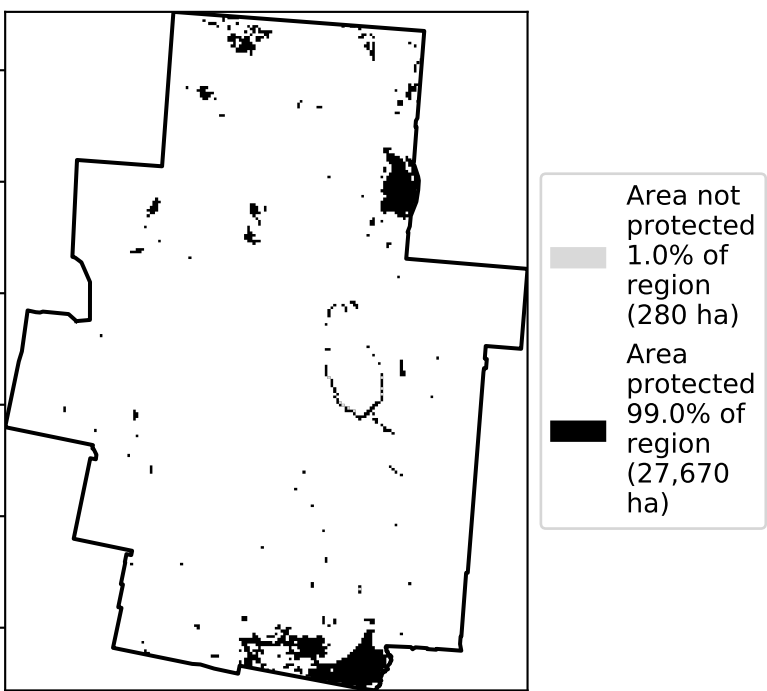 Area not
protected
1.0% of
region
(280 ha)
Area
protected
99.0% of
region
(27,670
ha)